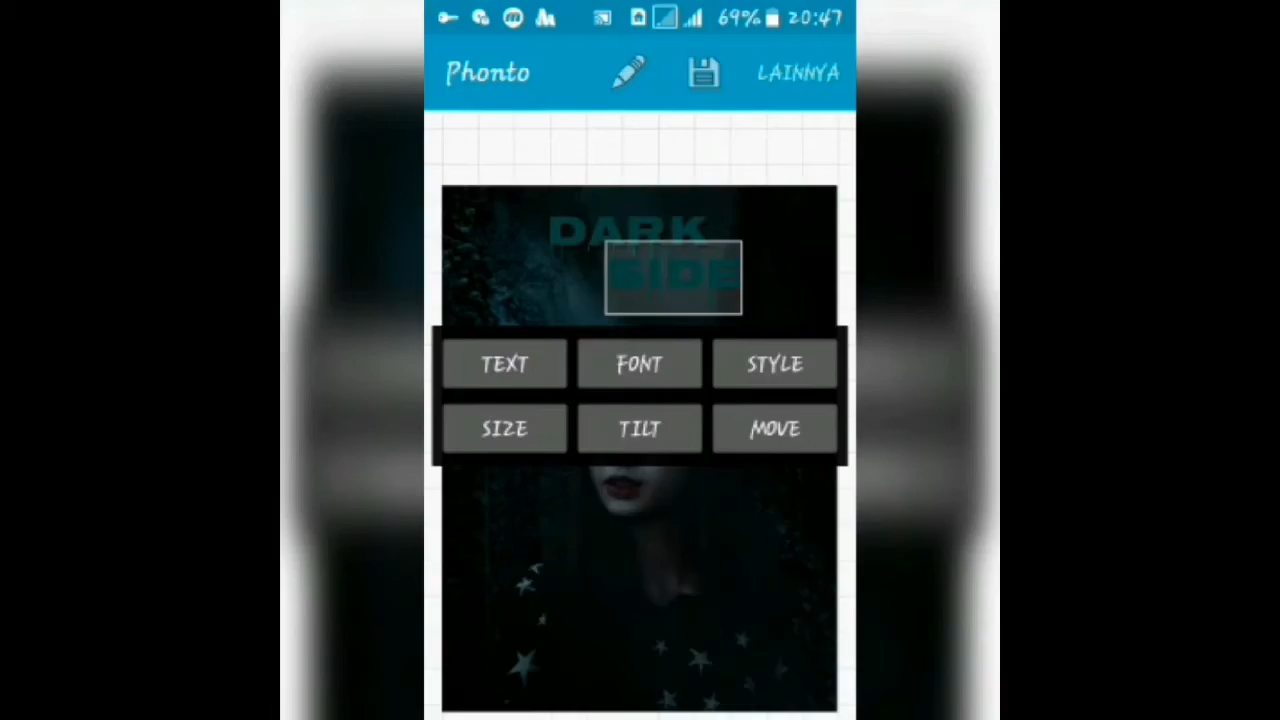 69% 20:47
Phonto LAINNYA
DARK
SIDE
TEXT FONT STYLE
SIZE TILT MOVE